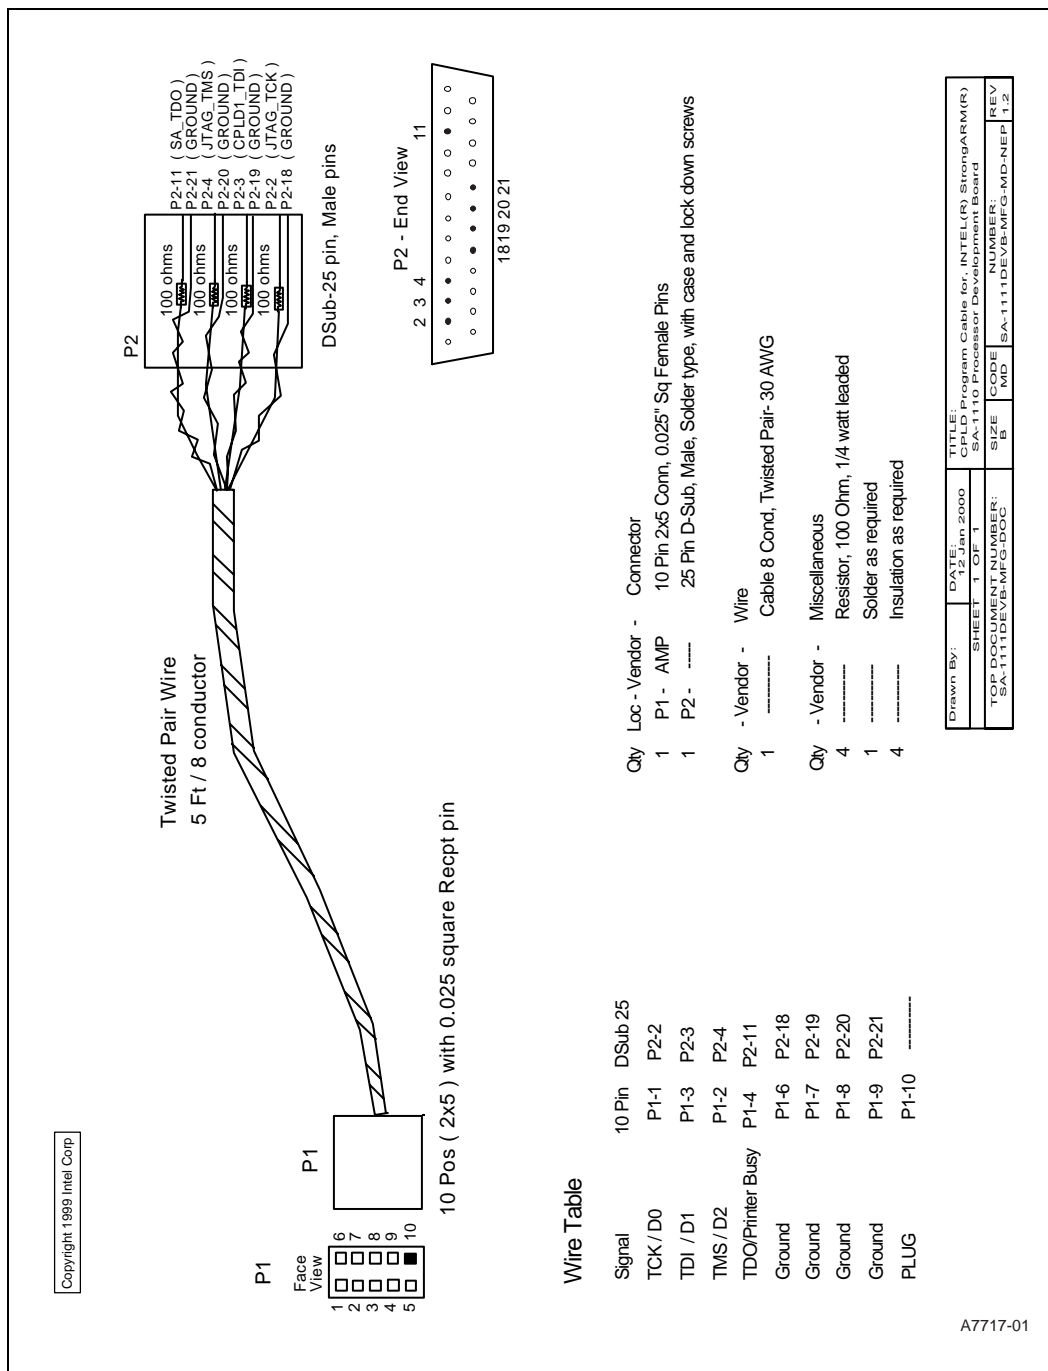 Copyright 1999 Intel Corp
P1
Face
View
1 6
2 7
3 8
4 9
5 10
P1
10 Pos ( 2x5 ) with 0.025 square Recpt pin
Twisted Pair Wire
5 Ft / 8 conductor
P2
100 ohms
100 ohms
100 ohms
100 ohms
P2-11 ( SA_TDO )
P2-21 ( GROUND )
P2-4 ( JTAG_TMS )
P2-20 ( GROUND )
P2-3 ( CPLD1_TDI )
P2-19 ( GROUND )
P2-2 ( JTAG_TCK )
P2-18 ( GROUND )
DSub-25 pin, Male pins
P2 - End View
2 3 4 11
18 19 20 21
Wire Table
Signal 10 Pin DSub 25
TCK / D0 P1-1 P2-2
TDI / D1 P1-3 P2-3
TMS / D2 P1-2 P2-4
TDO/Printer Busy P1-4 P2-11
Ground P1-6 P2-18
Ground P1-7 P2-19
Ground P1-8 P2-20
Ground P1-9 P2-21
PLUG P1-10 ----------
Qty Loc - Vendor - Connector
1 P1 - AMP 10 Pin 2x5 Conn, 0.025" Sq Female Pins
1 P2 - ----- 25 Pin D-Sub, Male, Solder type, with case and lock down screws
Qty - Vendor - Wire
1 ----------- Cable 8 Cond, Twisted Pair- 30 AWG
Qty - Vendor - Miscellaneous
4 ----------- Resistor, 100 Ohm, 1/4 watt leaded
1 ----------- Solder as required
4 ----------- Insulation as required
Drawn By: DATE: 12 Jan 2000
SHEET 1 OF 1
TOP DOCUMENT NUMBER:
SA-1111DEVB-MFG-DOC
TITLE:
CPLD Program Cable for, INTEL(R) StrongARM(R)
SA-1110 Processor Development Board
SIZE B CODE MD NUMBER: SA-1111DEVB-MFG-MD-NEP REV 1.2
A7717-01